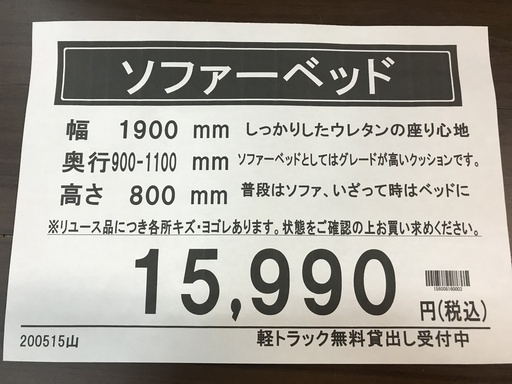 ソファーベッド
幅 1900 mm しっかりしたウレタンの座り心地
奥行900-1100 mm ソファーベッドとしてはグレードが高いクッションです。
高さ 800 mm 普段はソファ、いざって時はベッドに
※リユース品につき各所キズ・ヨゴレあります。状態をご確認の上お買い求めください。
15,990 円(税込)
200515山 軽トラック無料貸出し受付中